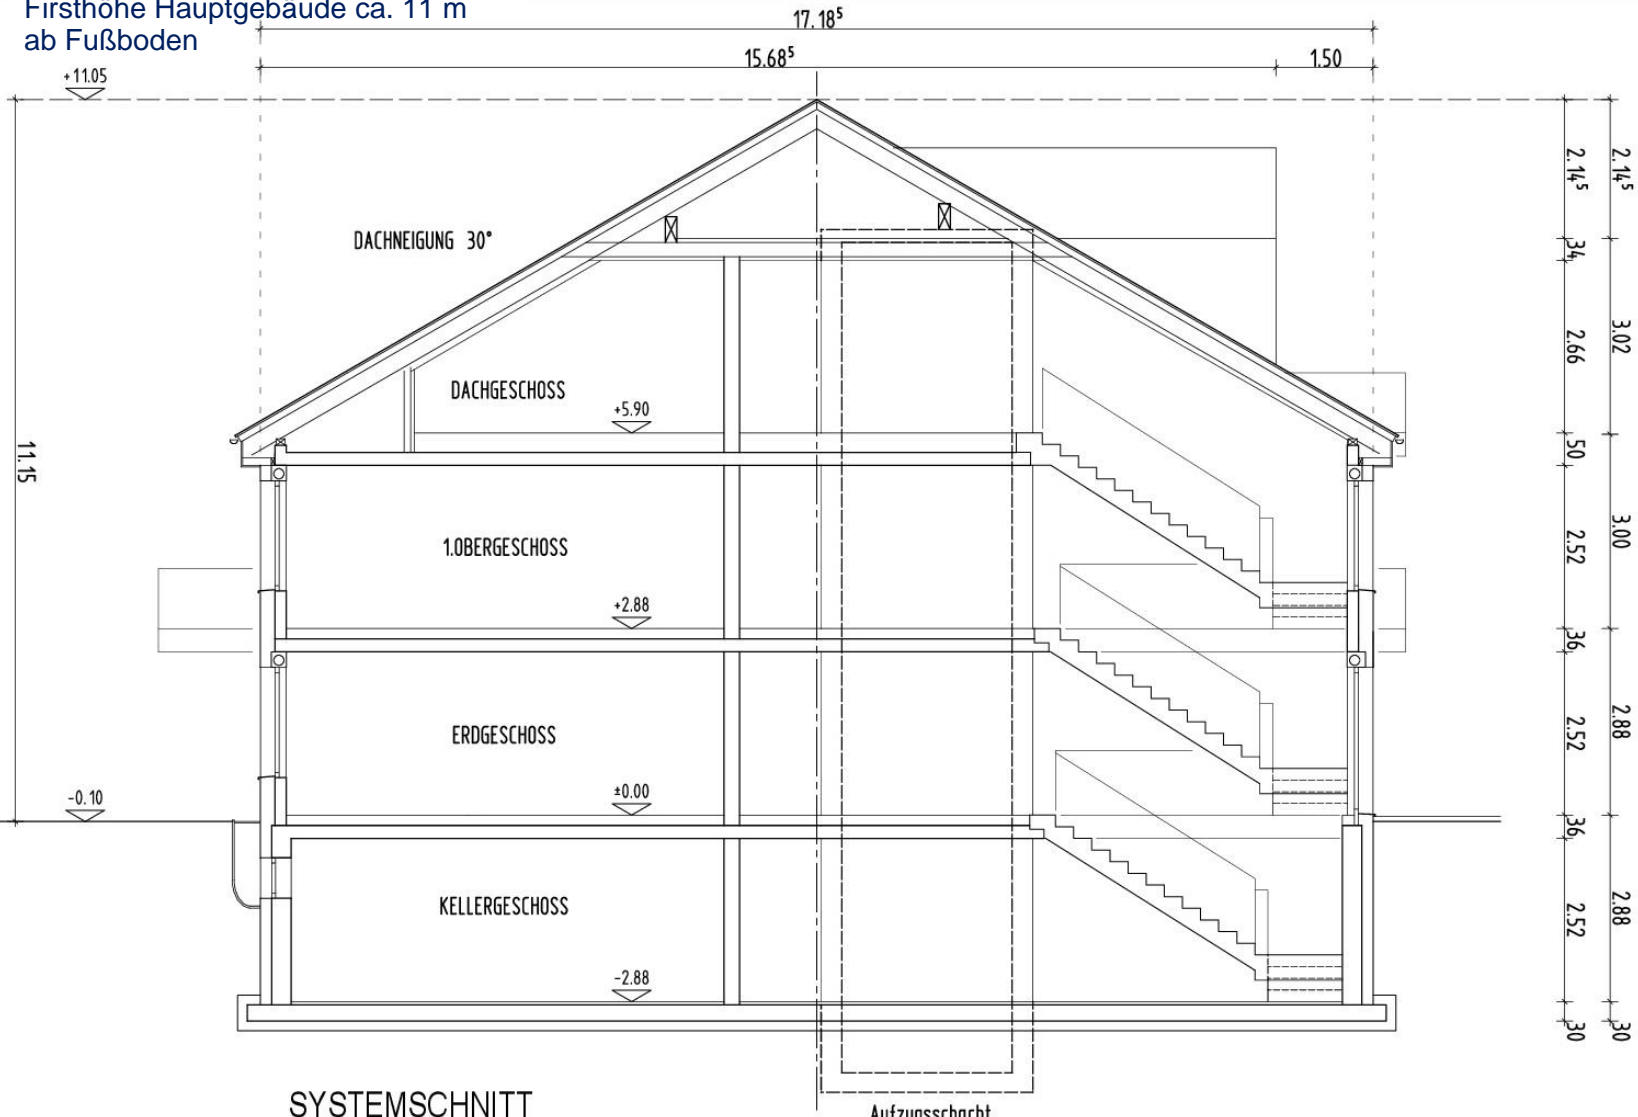 Firsthöhe Hauptgebäude ca. 11 m
ab Fußboden
17.18⁵
15.68⁵
1.50
+11.05
2.14⁵
2.14⁵
DACHNEIGUNG 30°
34
2.66
3.02
DACHGESCHOSS
+5.90
11.15
50
1.OBERGESCHOSS
2.52
3.00
+2.88
36
ERDGESCHOSS
2.52
2.88
-0.10
±0.00
36
KELLERGESCHOSS
2.52
2.88
-2.88
30
30
SYSTEMSCHNITT
Aufzugsschacht